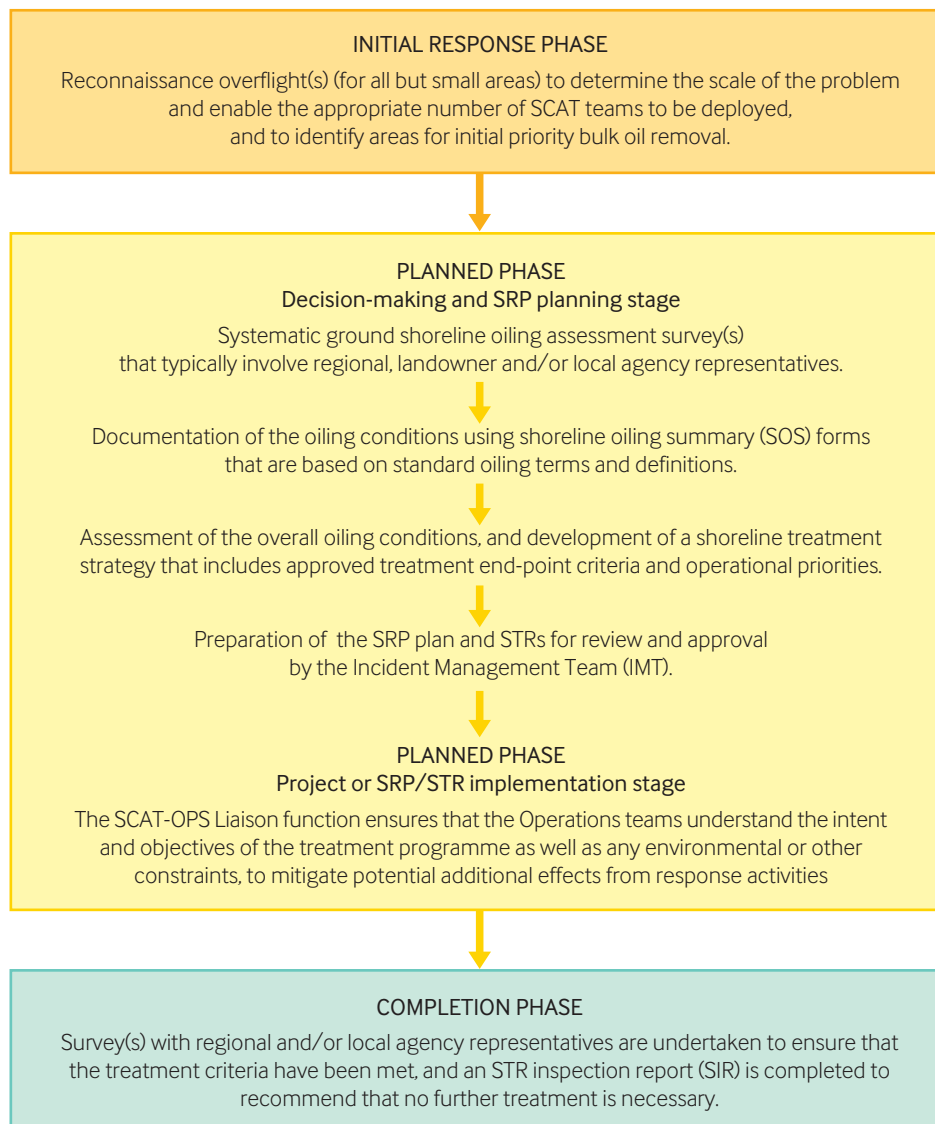 INITIAL RESPONSE PHASE
Reconnaissance overflight(s) (for all but small areas) to determine the scale of the problem
and enable the appropriate number of SCAT teams to be deployed,
and to identify areas for initial priority bulk oil removal.
PLANNED PHASE
Decision-making and SRP planning stage
Systematic ground shoreline oiling assessment survey(s)
that typically involve regional, landowner and/or local agency representatives.
Documentation of the oiling conditions using shoreline oiling summary (SOS) forms
that are based on standard oiling terms and definitions.
Assessment of the overall oiling conditions, and development of a shoreline treatment
strategy that includes approved treatment end-point criteria and operational priorities.
Preparation of the SRP plan and STRs for review and approval
by the Incident Management Team (IMT).
PLANNED PHASE
Project or SRP/STR implementation stage
The SCAT-OPS Liaison function ensures that the Operations teams understand the intent
and objectives of the treatment programme as well as any environmental or other
constraints, to mitigate potential additional effects from response activities
COMPLETION PHASE
Survey(s) with regional and/or local agency representatives are undertaken to ensure that
the treatment criteria have been met, and an STR inspection report (SIR) is completed to
recommend that no further treatment is necessary.